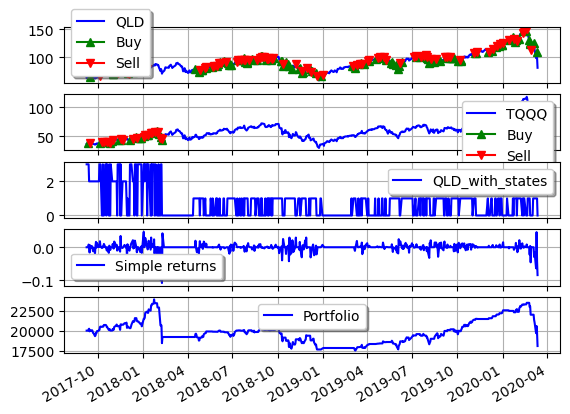 150
100
QLD
Buy
Sell
100
50
TQQQ
Buy
Sell
2
0
QLD_with_states
0.0
−0.1
Simple returns
22500
20000
17500
Portfolio
2017-10
2018-01
2018-04
2018-07
2018-10
2019-01
2019-04
2019-07
2019-10
2020-01
2020-04